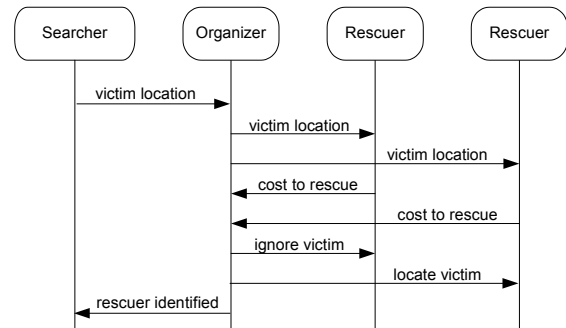 Searcher
Organizer
Rescuer
Rescuer
victim location
victim location
victim location
cost to rescue
cost to rescue
ignore victim
locate victim
rescuer identified